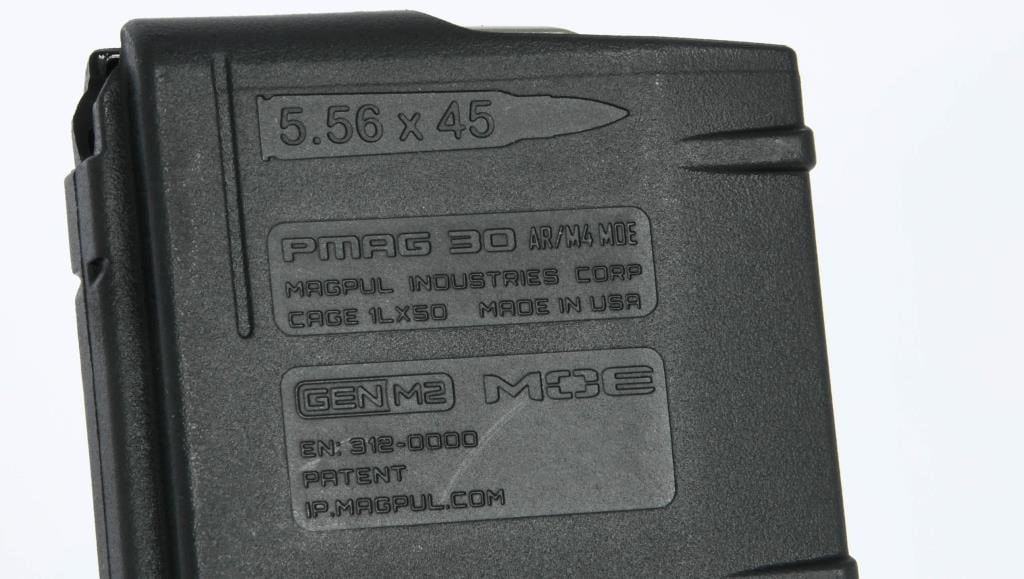 5.56 x 45
PMAG 30 AR/M4 MOE
MAGPUL INDUSTRIES CORP
CAGE 1LX50 MADE IN USA
GEN M2 MOE
EN: 312-0000
PATENT
IP.MAGPUL.COM